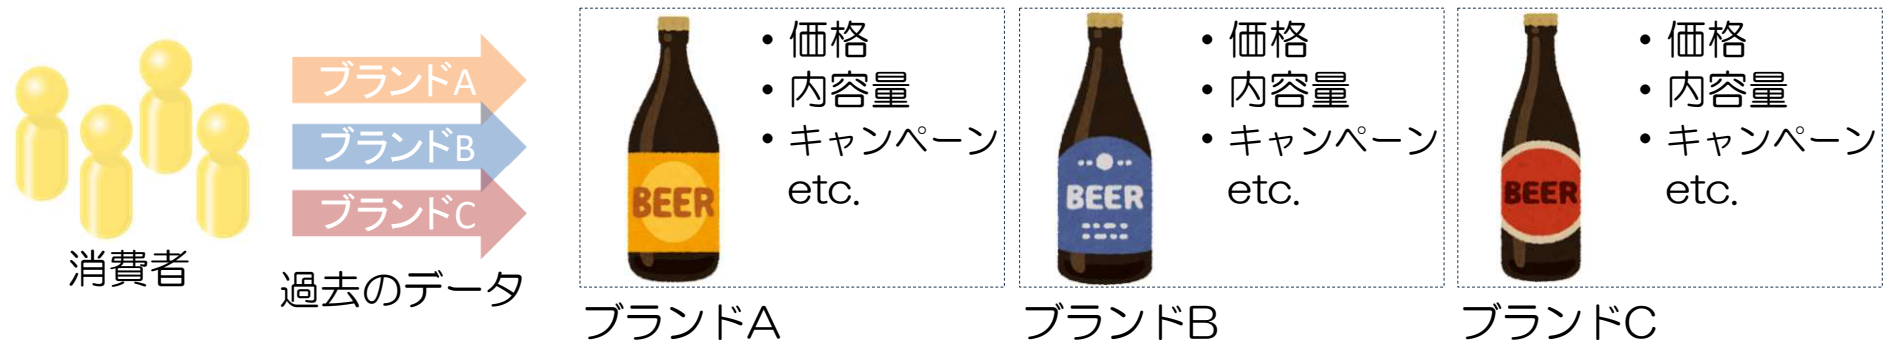 消費者
ブランドA
ブランドB
ブランドC
過去のデータ
BEER
・価格
・内容量
・キャンペーン
etc.
ブランドA
BEER
・価格
・内容量
・キャンペーン
etc.
ブランドB
BEER
・価格
・内容量
・キャンペーン
etc.
ブランドC